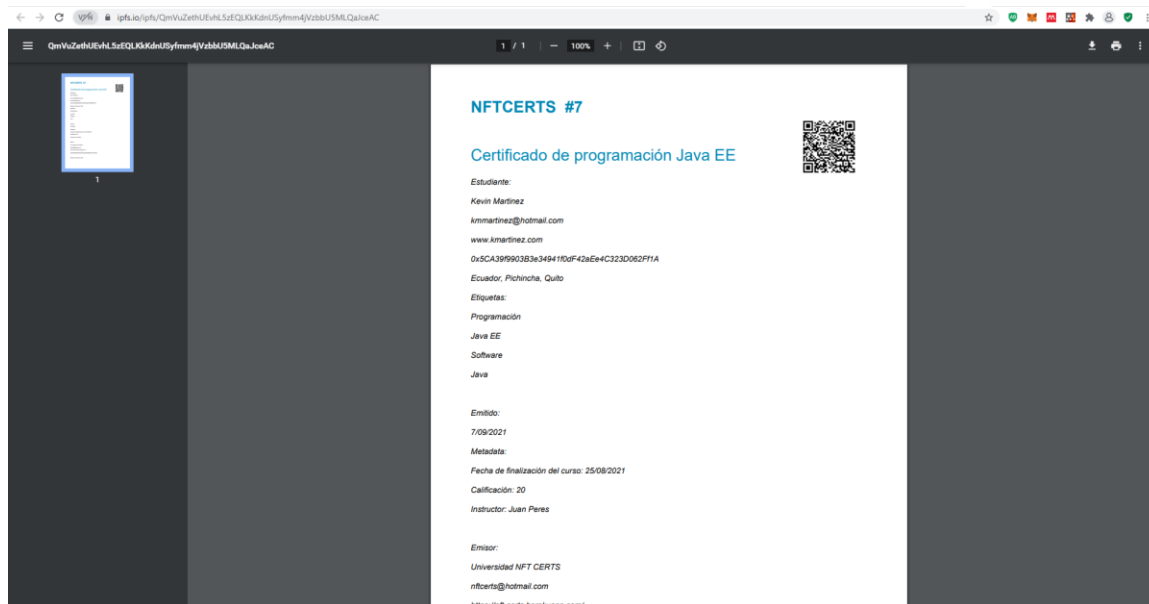 VPN
ipfs.io/ipfs/QmVuZethUEvhL5zEQLKkKdnUSyfmm4jVzbbU5MLQaJceAC
QmVuZethUEvhL5zEQLKkKdnUSyfmm4jVzbbU5MLQaJceAC
1 / 1
100%
1
NFTCERTS #7
Certificado de programación Java EE
Estudiante:
Kevin Martinez
kmmartinez@hotmail.com
www.kmartinez.com
0x5CA39f9903B3e34941f0dF42aEe4C323D062Ff1A
Ecuador, Pichincha, Quito
Etiquetas:
Programación
Java EE
Software
Java
Emitido:
7/09/2021
Metadata:
Fecha de finalización del curso: 25/08/2021
Calificación: 20
Instructor: Juan Peres
Emisor:
Universidad NFT CERTS
nftcerts@hotmail.com